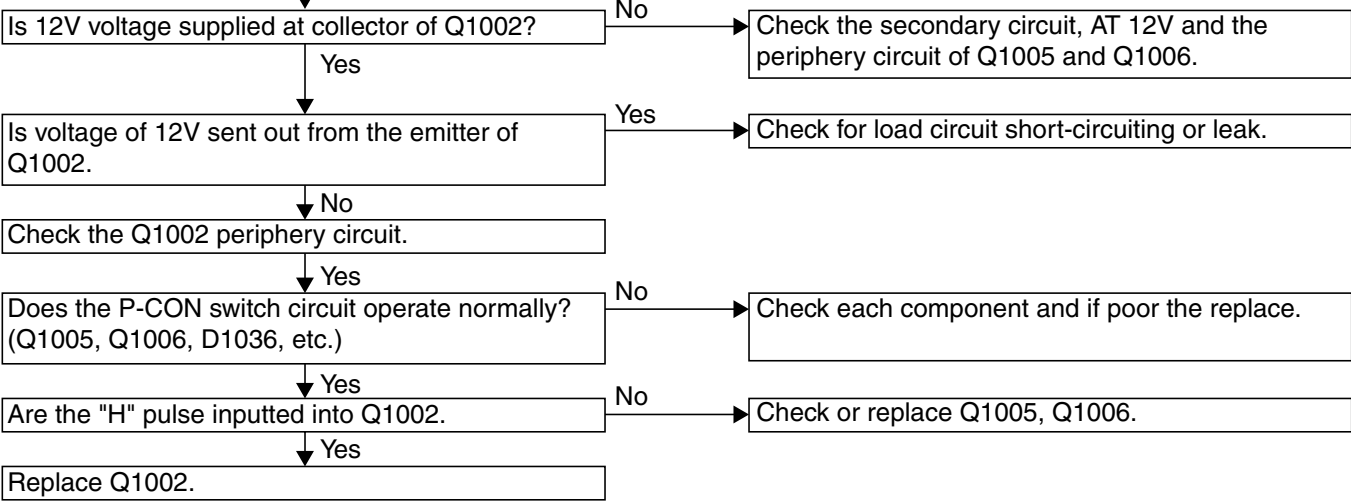 Is 12V voltage supplied at collector of Q1002?
No
Check the secondary circuit, AT 12V and the
periphery circuit of Q1005 and Q1006.
Yes
Is voltage of 12V sent out from the emitter of
Q1002.
Yes
Check for load circuit short-circuiting or leak.
No
Check the Q1002 periphery circuit.
Yes
Does the P-CON switch circuit operate normally?
(Q1005, Q1006, D1036, etc.)
No
Check each component and if poor the replace.
Yes
Are the "H" pulse inputted into Q1002.
No
Check or replace Q1005, Q1006.
Yes
Replace Q1002.